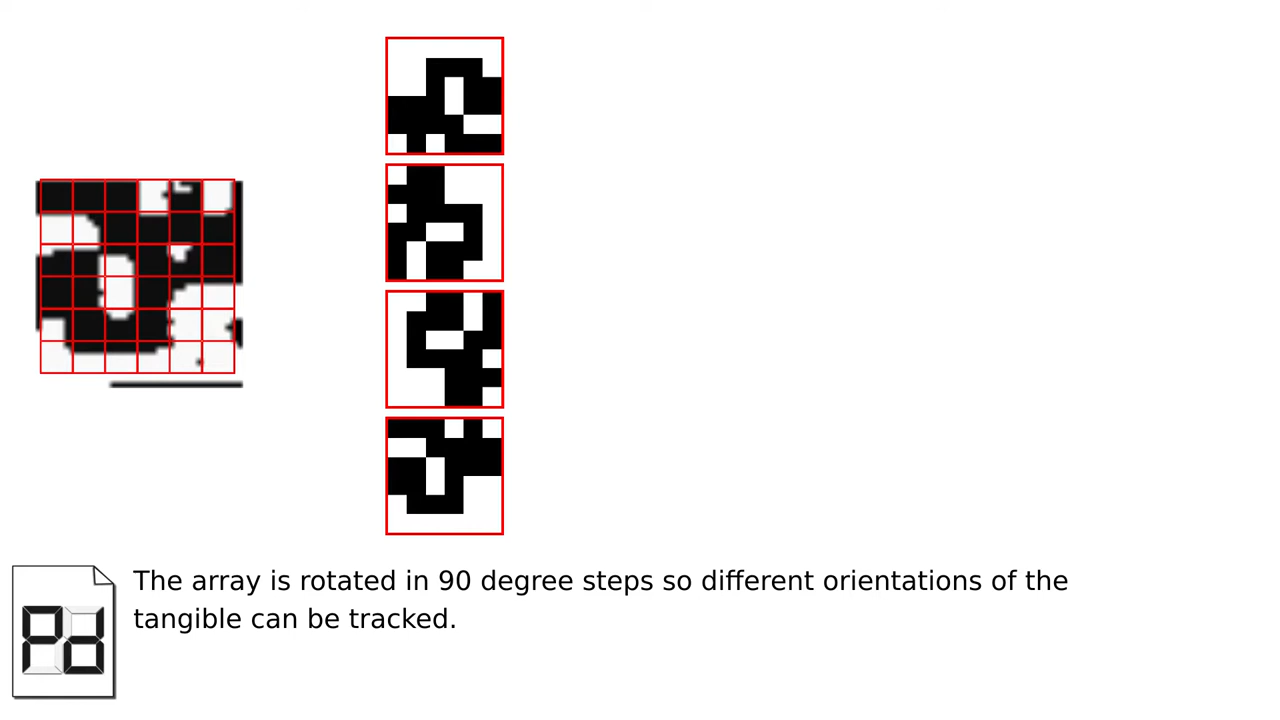 The array is rotated in 90 degree steps so different orientations of the
tangible can be tracked.
Pd